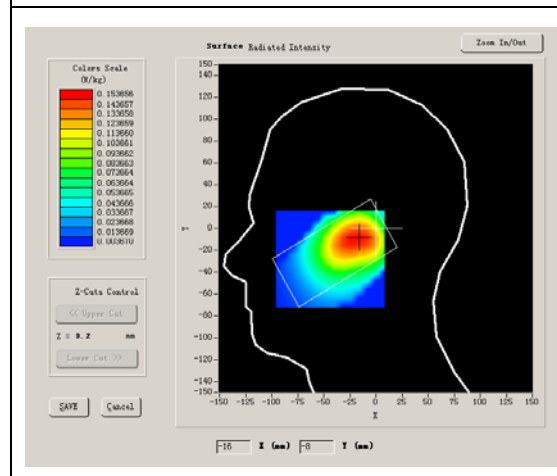 Surface Radiated Intensity
Zoom In/Out
Colors Scale
(W/kg)
0.153656
0.143657
0.133658
0.123659
0.113660
0.103661
0.093662
0.083663
0.073664
0.063664
0.053665
0.043666
0.033667
0.023668
0.013669
0.003670
150
140
120
100
80
60
40
20
0
-20
-40
-60
-80
-100
-120
-140
-150
-150 -125 -100 -75 -50 -25 0 25 50 75 100 125 150
X
Z-Cuts Control
<< Upper Cut
Z = 9.2 mm
Lower Cut >>
SAVE Cancel
-16 X (mm) -8 Y (mm)